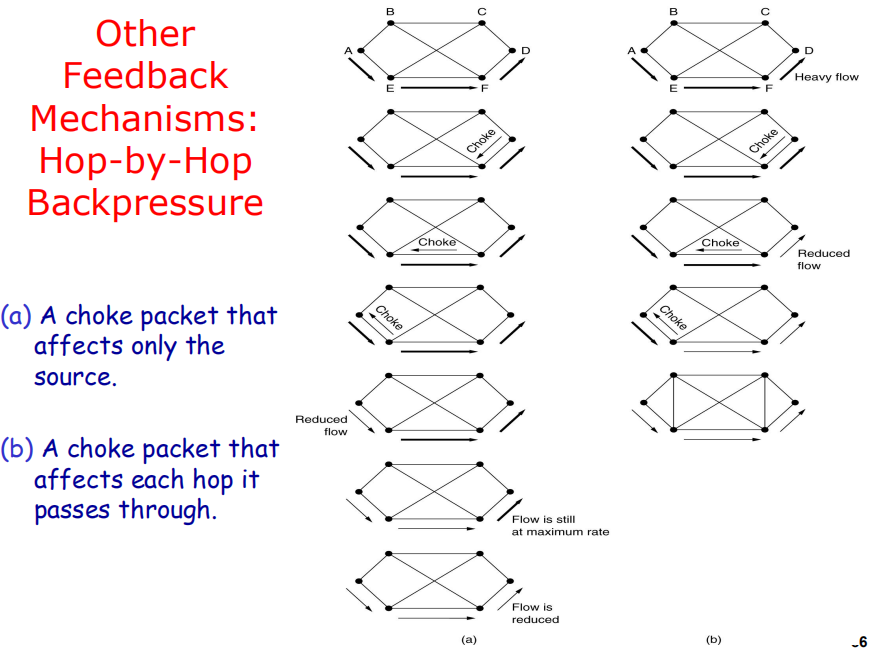 Other
Feedback
Mechanisms:
Hop-by-Hop
Backpressure
(a) A choke packet that
affects only the
source.
(b) A choke packet that
affects each hop it
passes through.
B C
A D
E F
Choke
Choke
Choke
Reduced
flow
Flow is still
at maximum rate
Flow is
reduced
(a)
B C
A D
E F
Heavy flow
Choke
Choke
Reduced
flow
Choke
(b)